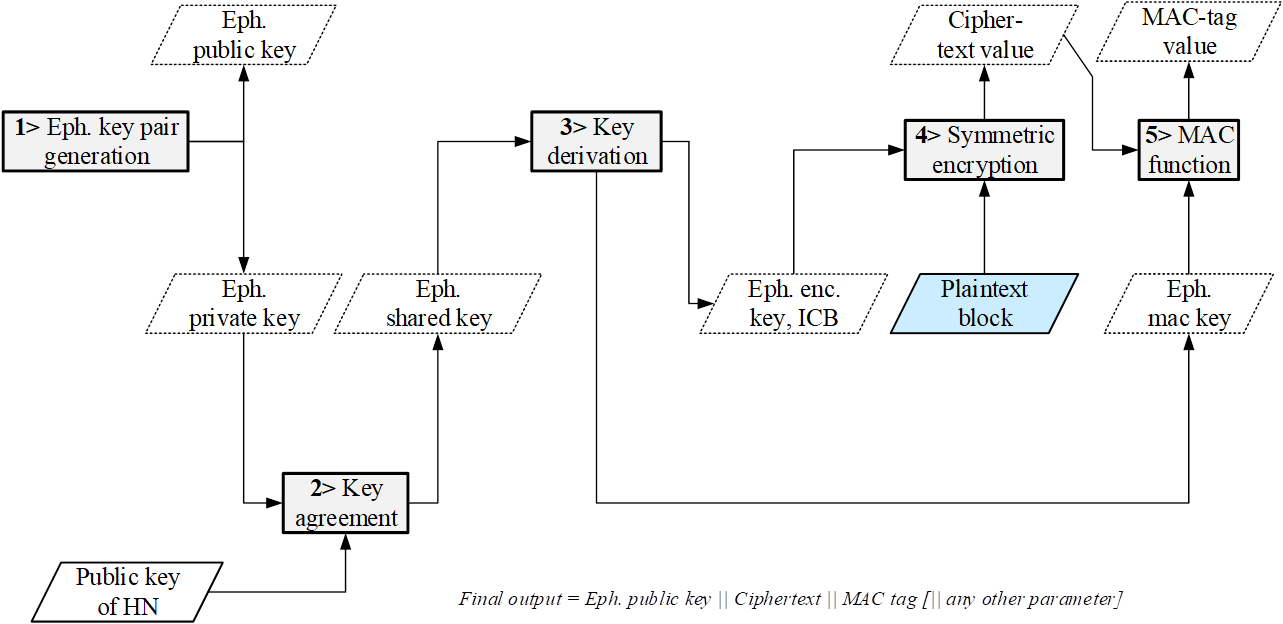 Eph.
public key
Cipher-
text value
MAC-tag
value
1> Eph. key pair
generation
3> Key
derivation
4> Symmetric
encryption
5> MAC
function
Eph.
private key
Eph.
shared key
Eph. enc.
key, ICB
Plaintext
block
Eph.
mac key
2> Key
agreement
Public key
of HN
Final output = Eph. public key || Ciphertext || MAC tag [|| any other parameter]